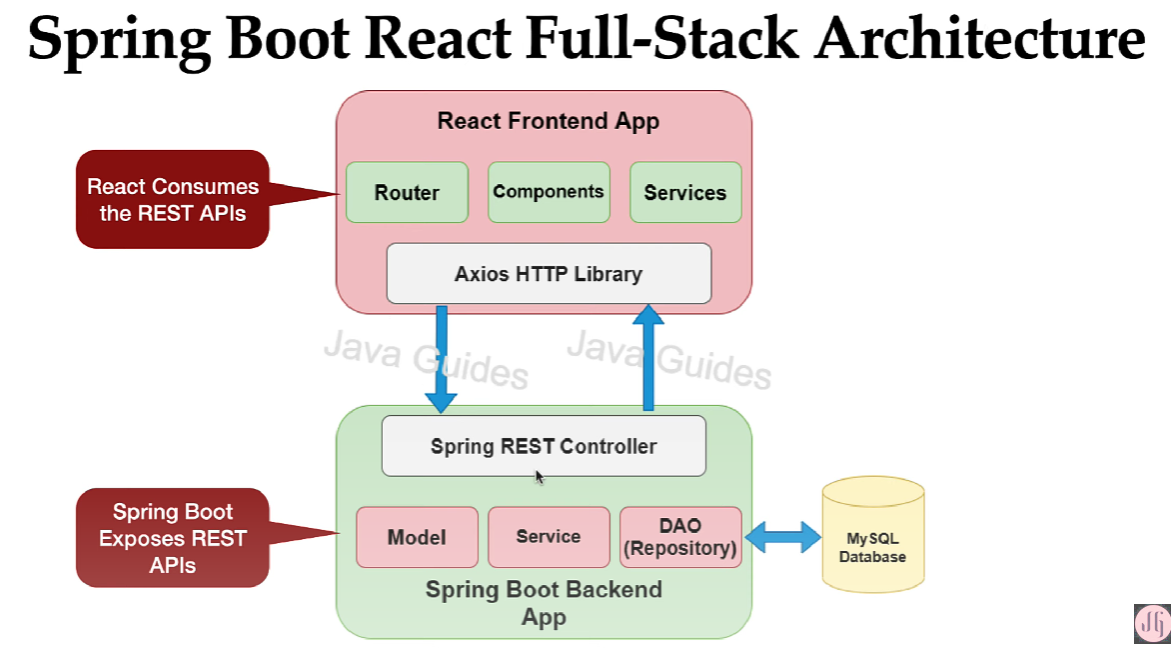 Spring Boot React Full-Stack Architecture
React Frontend App
React Consumes
the REST APIs
Router
Components
Services
Axios HTTP Library
Java Guides
Java Guides
Spring REST Controller
Spring Boot
Exposes REST
APIs
Model
Service
DAO
(Repository)
MySQL
Database
Spring Boot Backend
App
JG